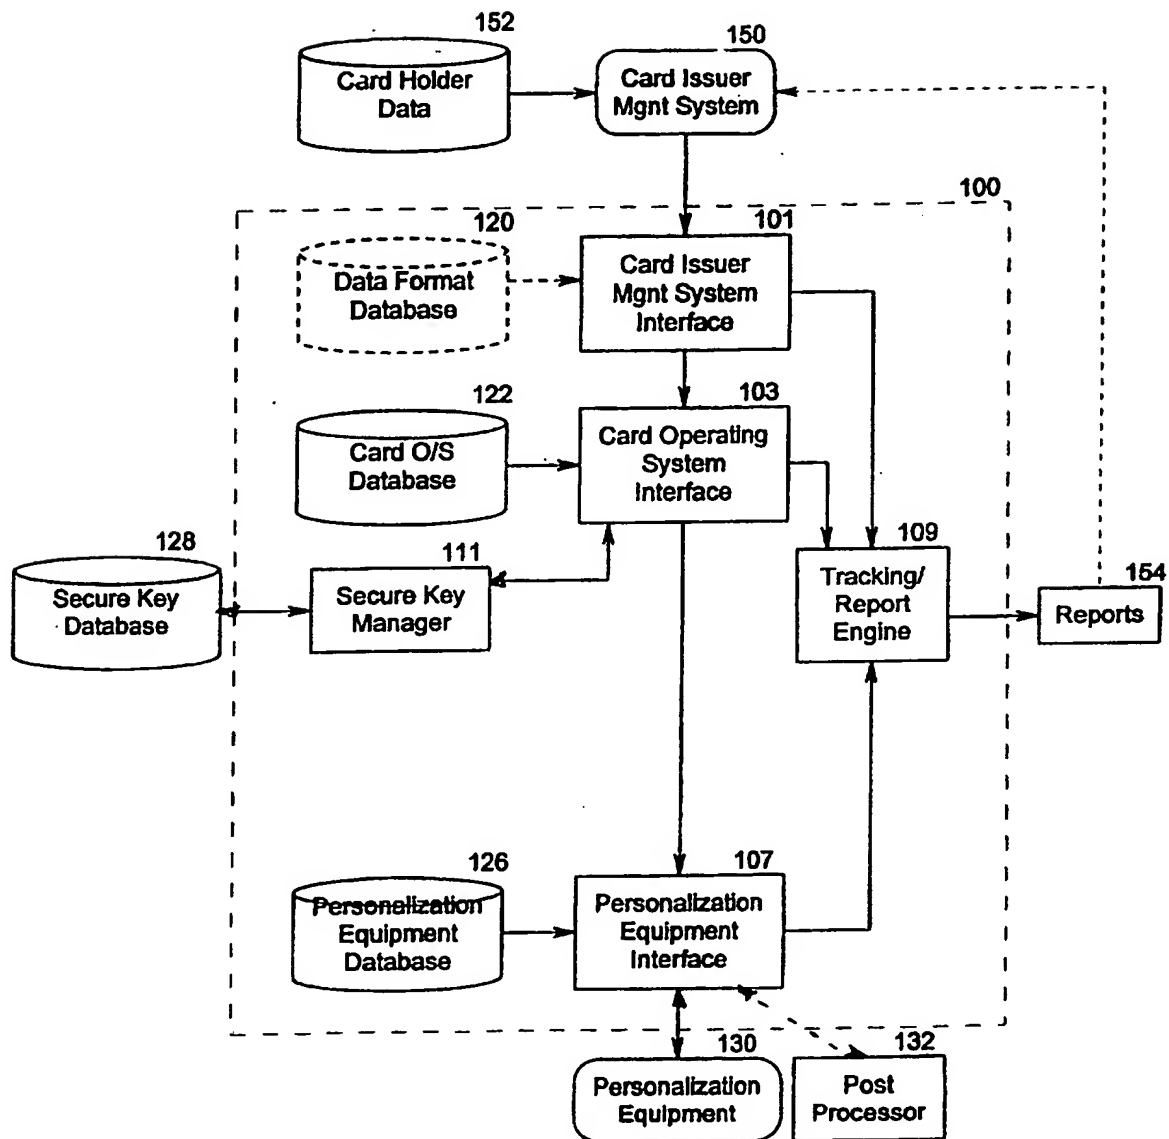 152
Card Holder
Data
150
Card Issuer
Mgnt System
100
120
Data Format
Database
101
Card Issuer
Mgnt System
Interface
122
Card O/S
Database
103
Card Operating
System
Interface
128
Secure Key
Database
111
Secure Key
Manager
109
Tracking/
Report
Engine
154
Reports
126
Personalization
Equipment
Database
107
Personalization
Equipment
Interface
130
Personalization
Equipment
132
Post
Processor